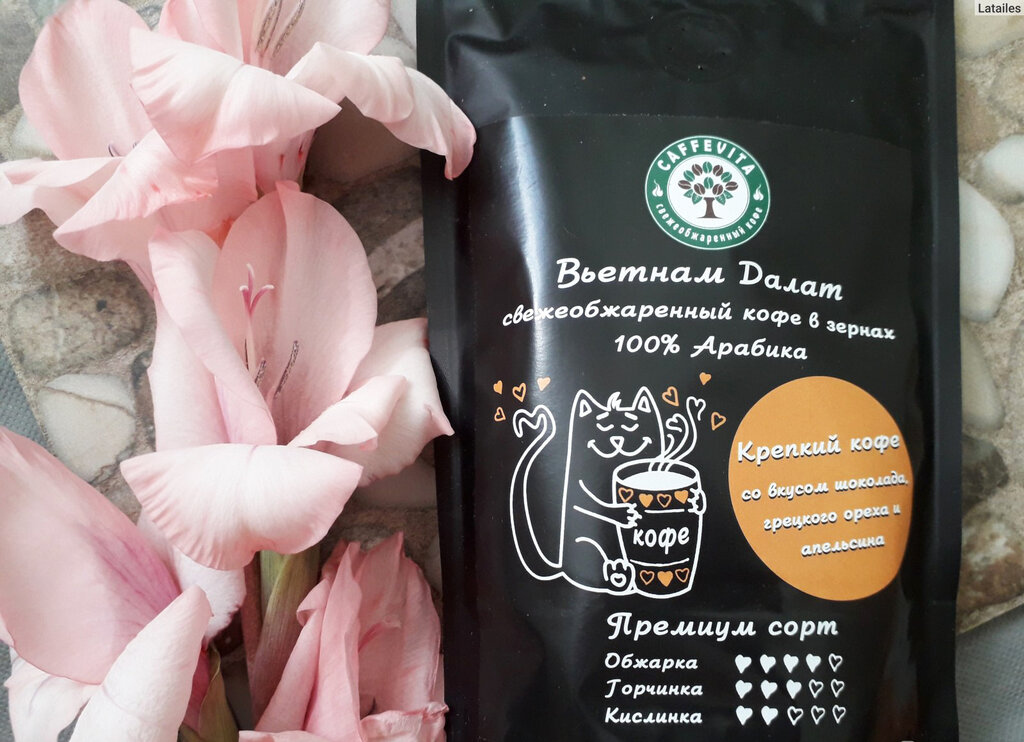 Latailes
CAFFEVITA
свежеобжаренный кофе
Вьетнам Далат
свежеобжаренный кофе в зернах
100% Арабика
Крепкий кофе
со вкусом шоколада,
грецкого ореха и
апельсина
кофе
Премиум сорт
Обжарка
Горчинка
Кислинка